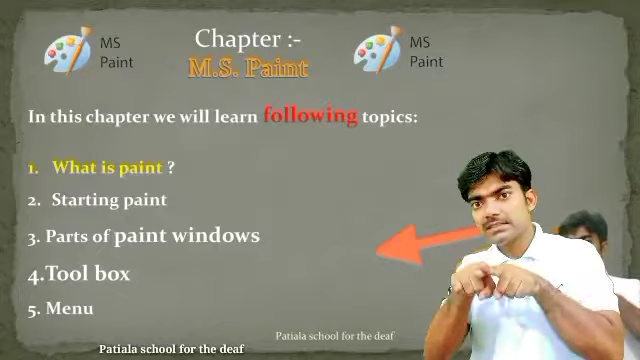 MS Paint
Chapter :-
M.S. Paint
MS Paint
In this chapter we will learn following topics:
1. What is paint ?
2. Starting paint
3. Parts of paint windows
4.Tool box
5. Menu
Patiala school for the deaf
Patiala school for the deaf